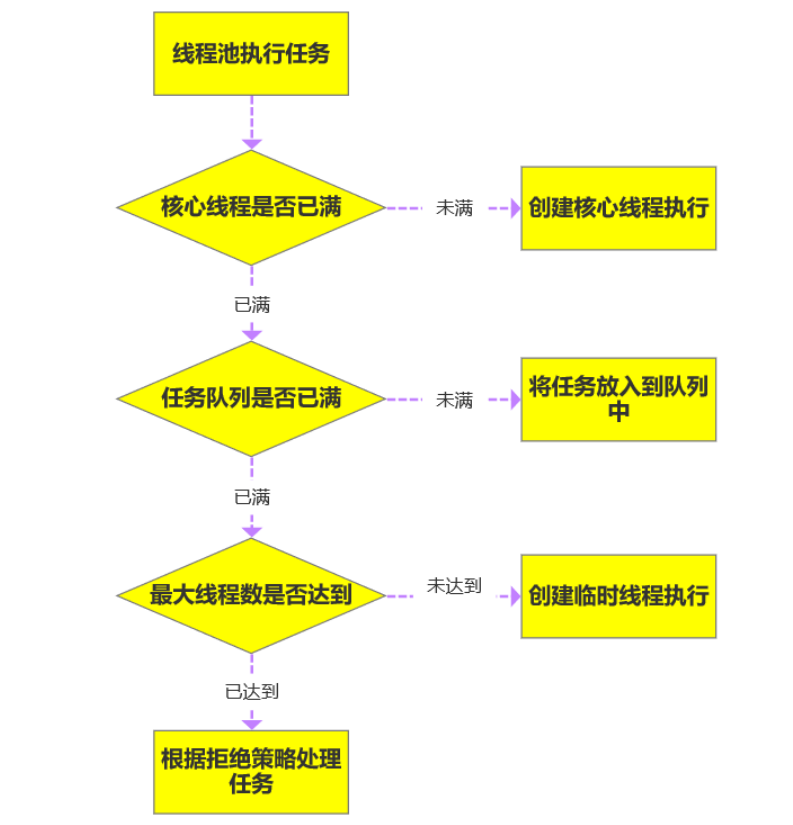 线程池执行任务
核心线程是否已满
未满
创建核心线程执行
已满
任务队列是否已满
未满
将任务放入到队列
中
已满
最大线程数是否达到
未达到
创建临时线程执行
已达到
根据拒绝策略处理
任务